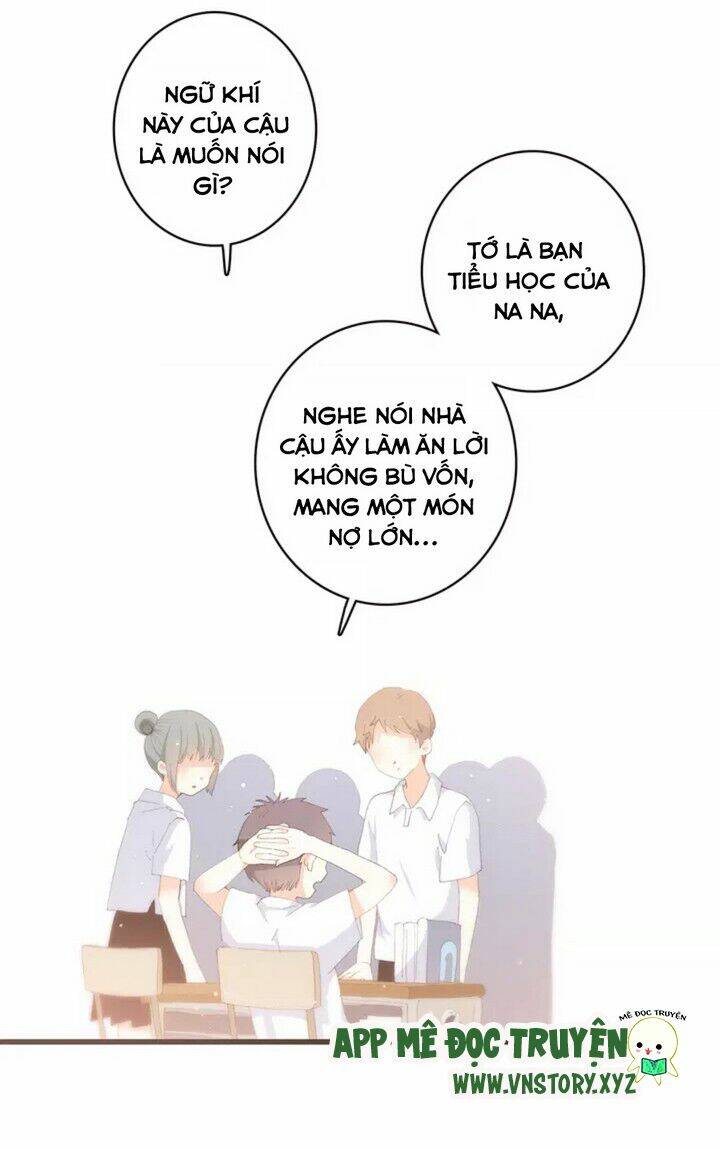 NGỮ KHÍ
NÀY CỦA CẬU
LÀ MUỐN NÓI
GÌ?
TỚ LÀ BẠN
TIỂU HỌC CỦA
NA NA,
NGHE NÓI NHÀ
CẬU ẤY LÀM ĂN LỜI
KHÔNG BÙ VỐN,
MANG MỘT MÓN
NỢ LỚN...
MÊ ĐỌC TRUYỆN
APP MÊ ĐỌC TRUYỆN
WWW.VNSTORY.XYZ